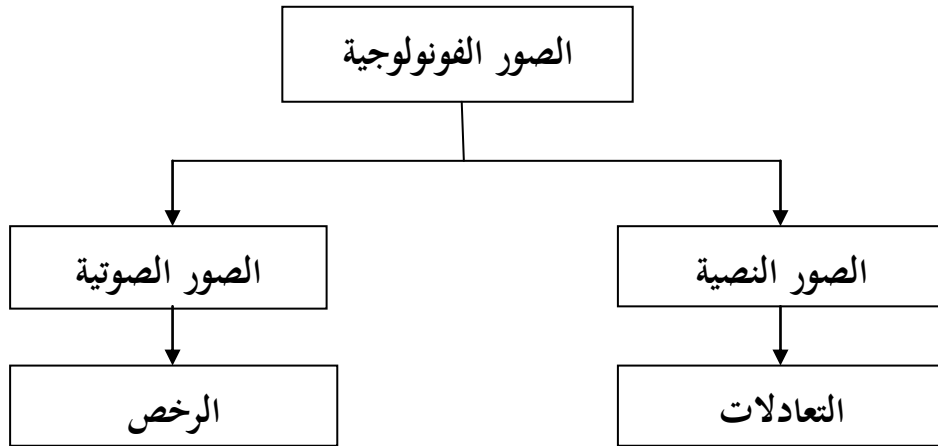 الصور الفونولوجية
الصور النصية
الصور الصوتية
التعادلات
الرخص